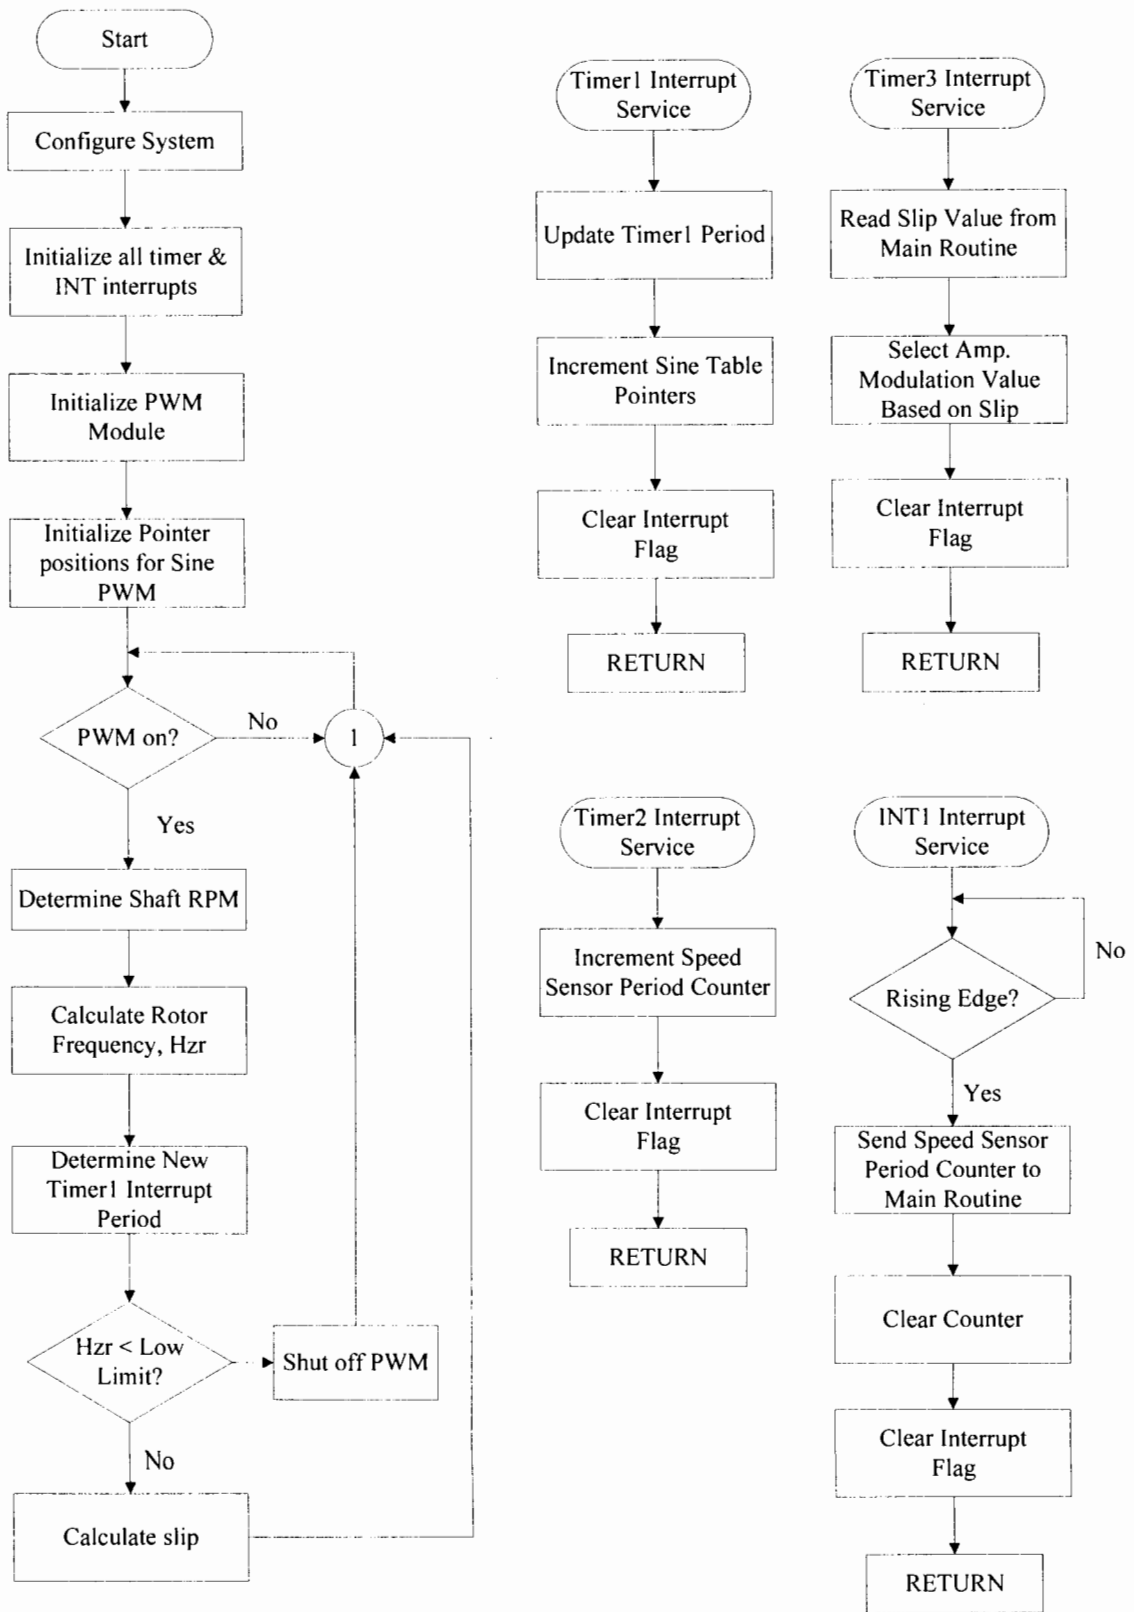 Start
Configure System
Initialize all timer &
INT interrupts
Initialize PWM
Module
Initialize Pointer
positions for Sine
PWM
PWM on?
No
1
Yes
Determine Shaft RPM
Calculate Rotor
Frequency, Hzr
Determine New
Timer1 Interrupt
Period
Hzr < Low
Limit?
Shut off PWM
No
Calculate slip
Timer1 Interrupt
Service
Update Timer1 Period
Increment Sine Table
Pointers
Clear Interrupt
Flag
RETURN
Timer3 Interrupt
Service
Read Slip Value from
Main Routine
Select Amp.
Modulation Value
Based on Slip
Clear Interrupt
Flag
RETURN
Timer2 Interrupt
Service
Increment Speed
Sensor Period Counter
Clear Interrupt
Flag
RETURN
INT1 Interrupt
Service
Rising Edge?
No
Yes
Send Speed Sensor
Period Counter to
Main Routine
Clear Counter
Clear Interrupt
Flag
RETURN